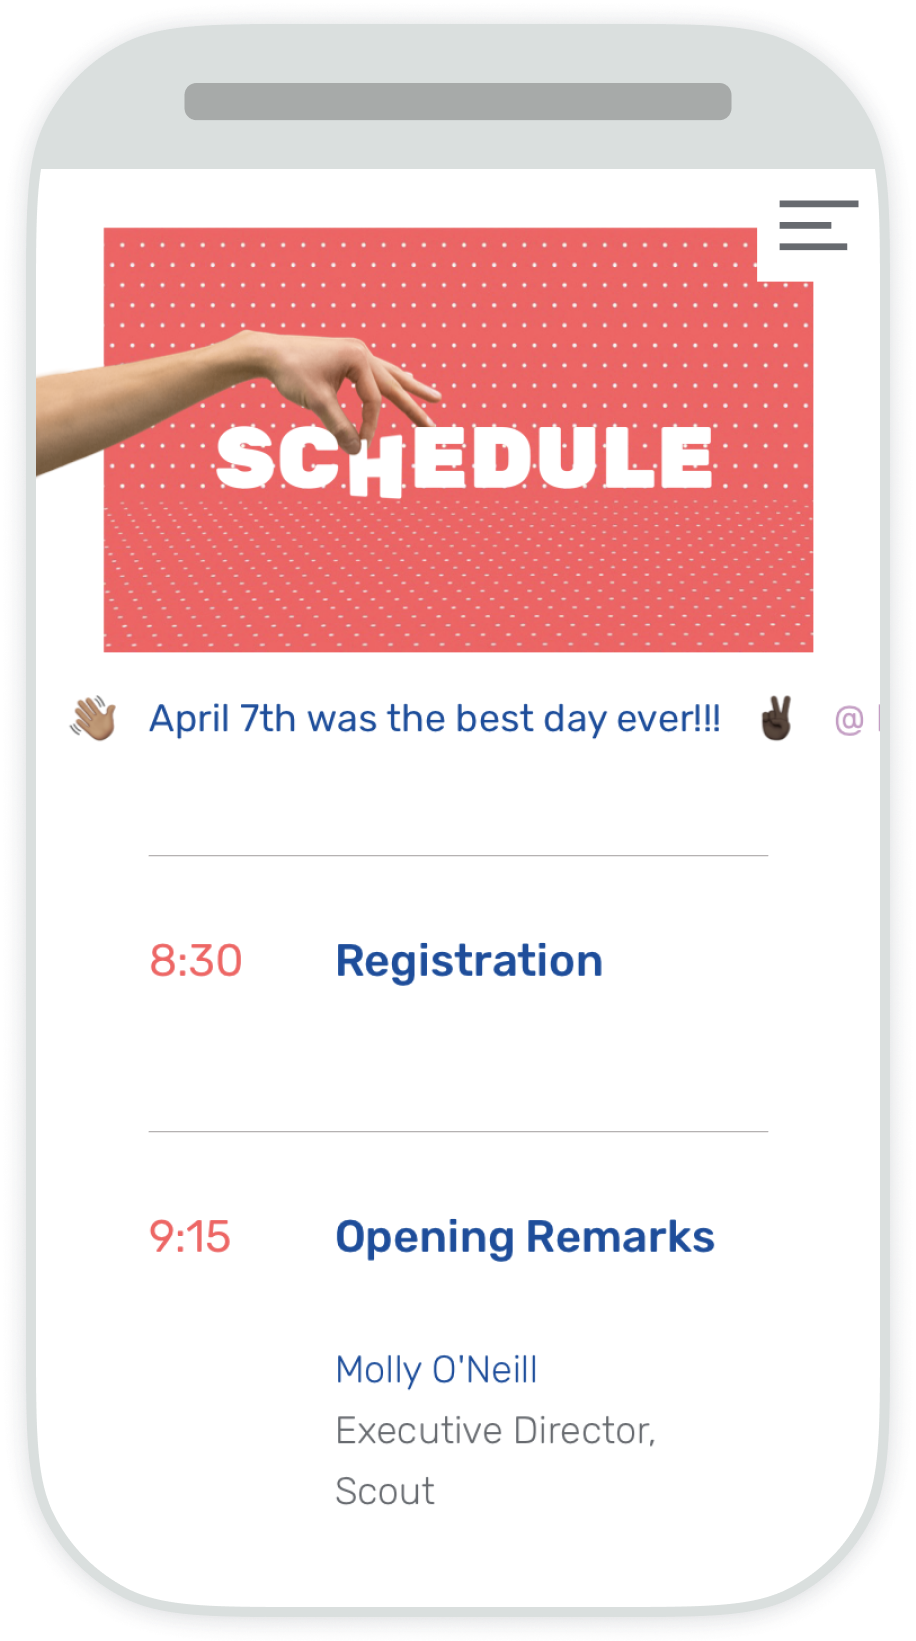 SCHEDULE
👋🏽 April 7th was the best day ever!!! ✌🏿 @
8:30 Registration
9:15 Opening Remarks
Molly O'Neill
Executive Director,
Scout